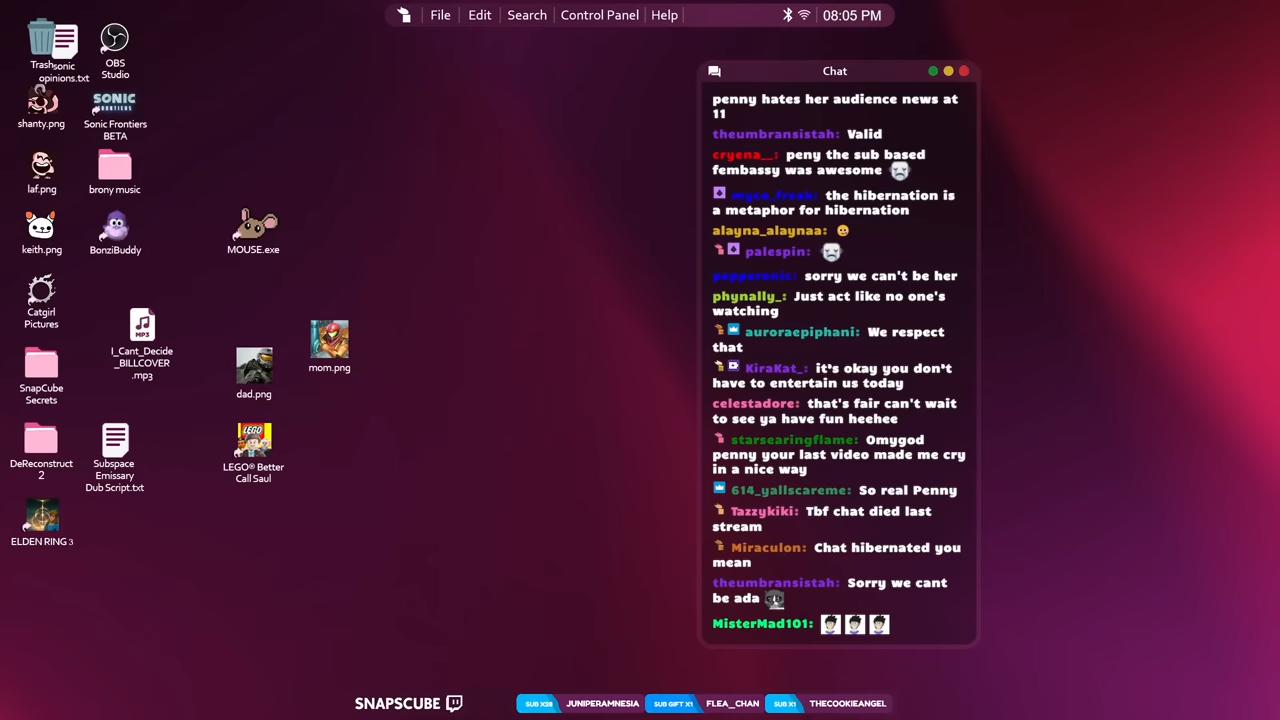 File Edit Search Control Panel Help 08:05 PM
Trash
sonic
opinions.txt
OBS
Studio
shanty.png
SONIC
FRONTIERS
Sonic Frontiers
BETA
laf.png
brony music
keith.png
BonziBuddy
MOUSE.exe
Catgirl
Pictures
MP3
I_Cant_Decide
_BILLCOVER
.mp3
dad.png
mom.png
SnapCube
Secrets
DeReconstruct
2
Subspace
Emissary
Dub Script.txt
LEGO
LEGO® Better
Call Saul
ELDEN RING 3
Chat
penny hates her audience news at
11
theumbransistah: Valid
cryena__: peny the sub based
fembassy was awesome
myco_freak: the hibernation is
a metaphor for hibernation
alayna_alaynaa:
palespin:
pepperonic: sorry we can't be her
phynally_: Just act like no one's
watching
auroraepiphani: We respect
that
KiraKat_: it's okay you don't
have to entertain us today
celestadore: that's fair can't wait
to see ya have fun heehee
starsearingflame: Omygod
penny your last video made me cry
in a nice way
614_yallscareme: So real Penny
Tazzykiki: Tbf chat died last
stream
Miraculon: Chat hibernated you
mean
theumbransistah: Sorry we cant
be ada
MisterMad101:
SNAPSCUBE
SUB X28 JUNIPERAMNESIA
SUB GIFT X1 FLEA_CHAN
SUB X1 THECOOKIEANGEL